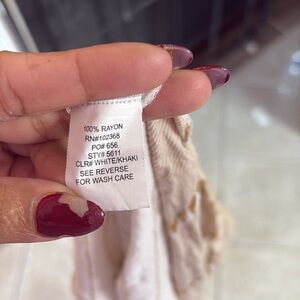 100% RAYON
RN#102368
PO# 656
STY# 5611
CLR# WHITE/KHAKI
SEE REVERSE
FOR WASH CARE